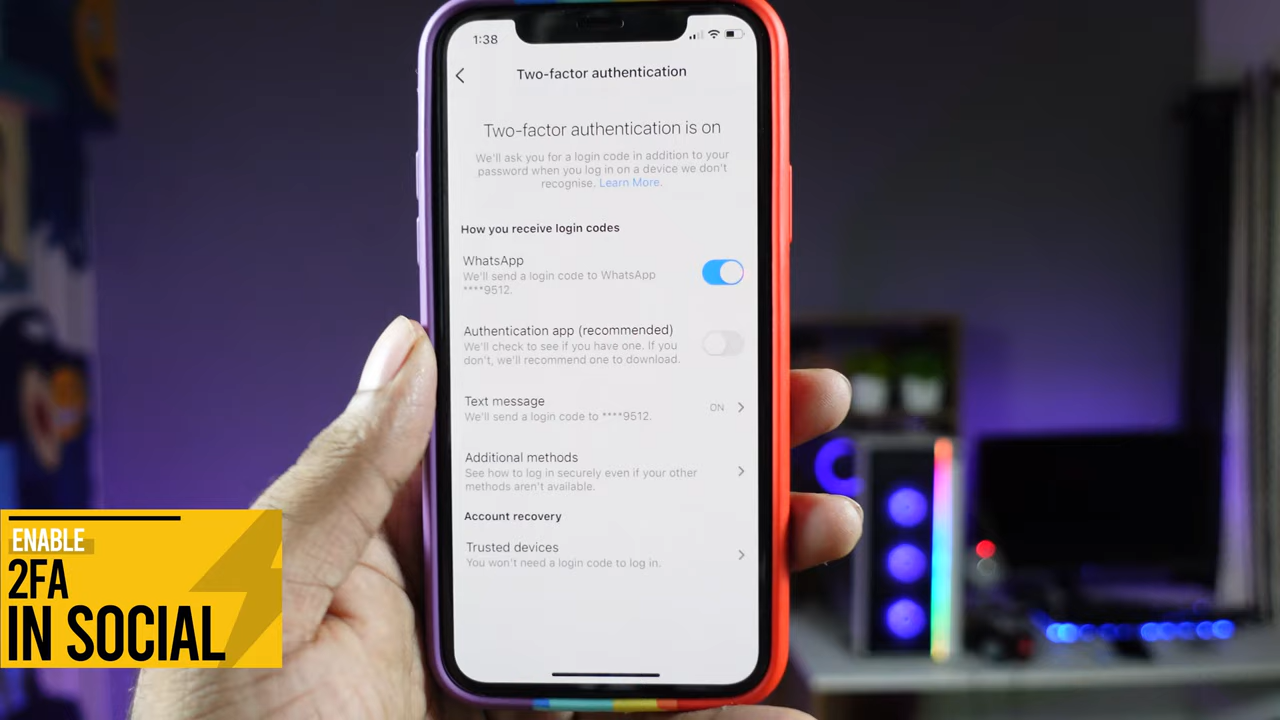 1:38
Two-factor authentication
Two-factor authentication is on
We'll ask you for a login code in addition to your
password when you log in on a device we don't
recognise. Learn More.
How you receive login codes
WhatsApp
We'll send a login code to WhatsApp
****9512.
Authentication app (recommended)
We'll check to see if you have one. If you
don't, we'll recommend one to download.
Text message
We'll send a login code to ****9512.
ON
Additional methods
See how to log in securely even if your other
methods aren't available.
Account recovery
Trusted devices
You won't need a login code to log in.
ENABLE
2FA
IN SOCIAL